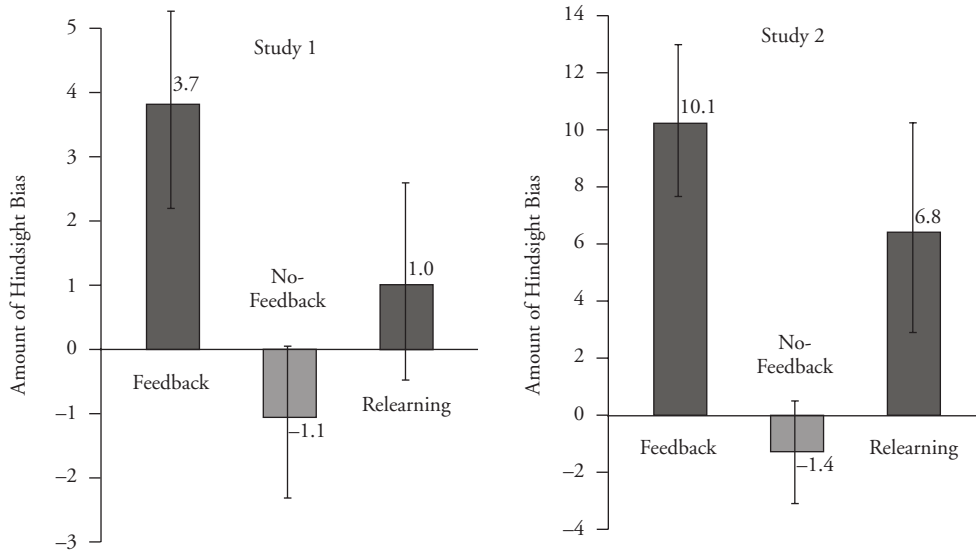 Study 1
Amount of Hindsight Bias
5
4
3
2
1
0
–1
–2
–3
3.7
No-
Feedback
1.0
Feedback
Relearning
–1.1
Study 2
Amount of Hindsight Bias
14
12
10
8
6
4
2
0
–2
–4
10.1
6.8
No-
Feedback
Feedback
Relearning
–1.4